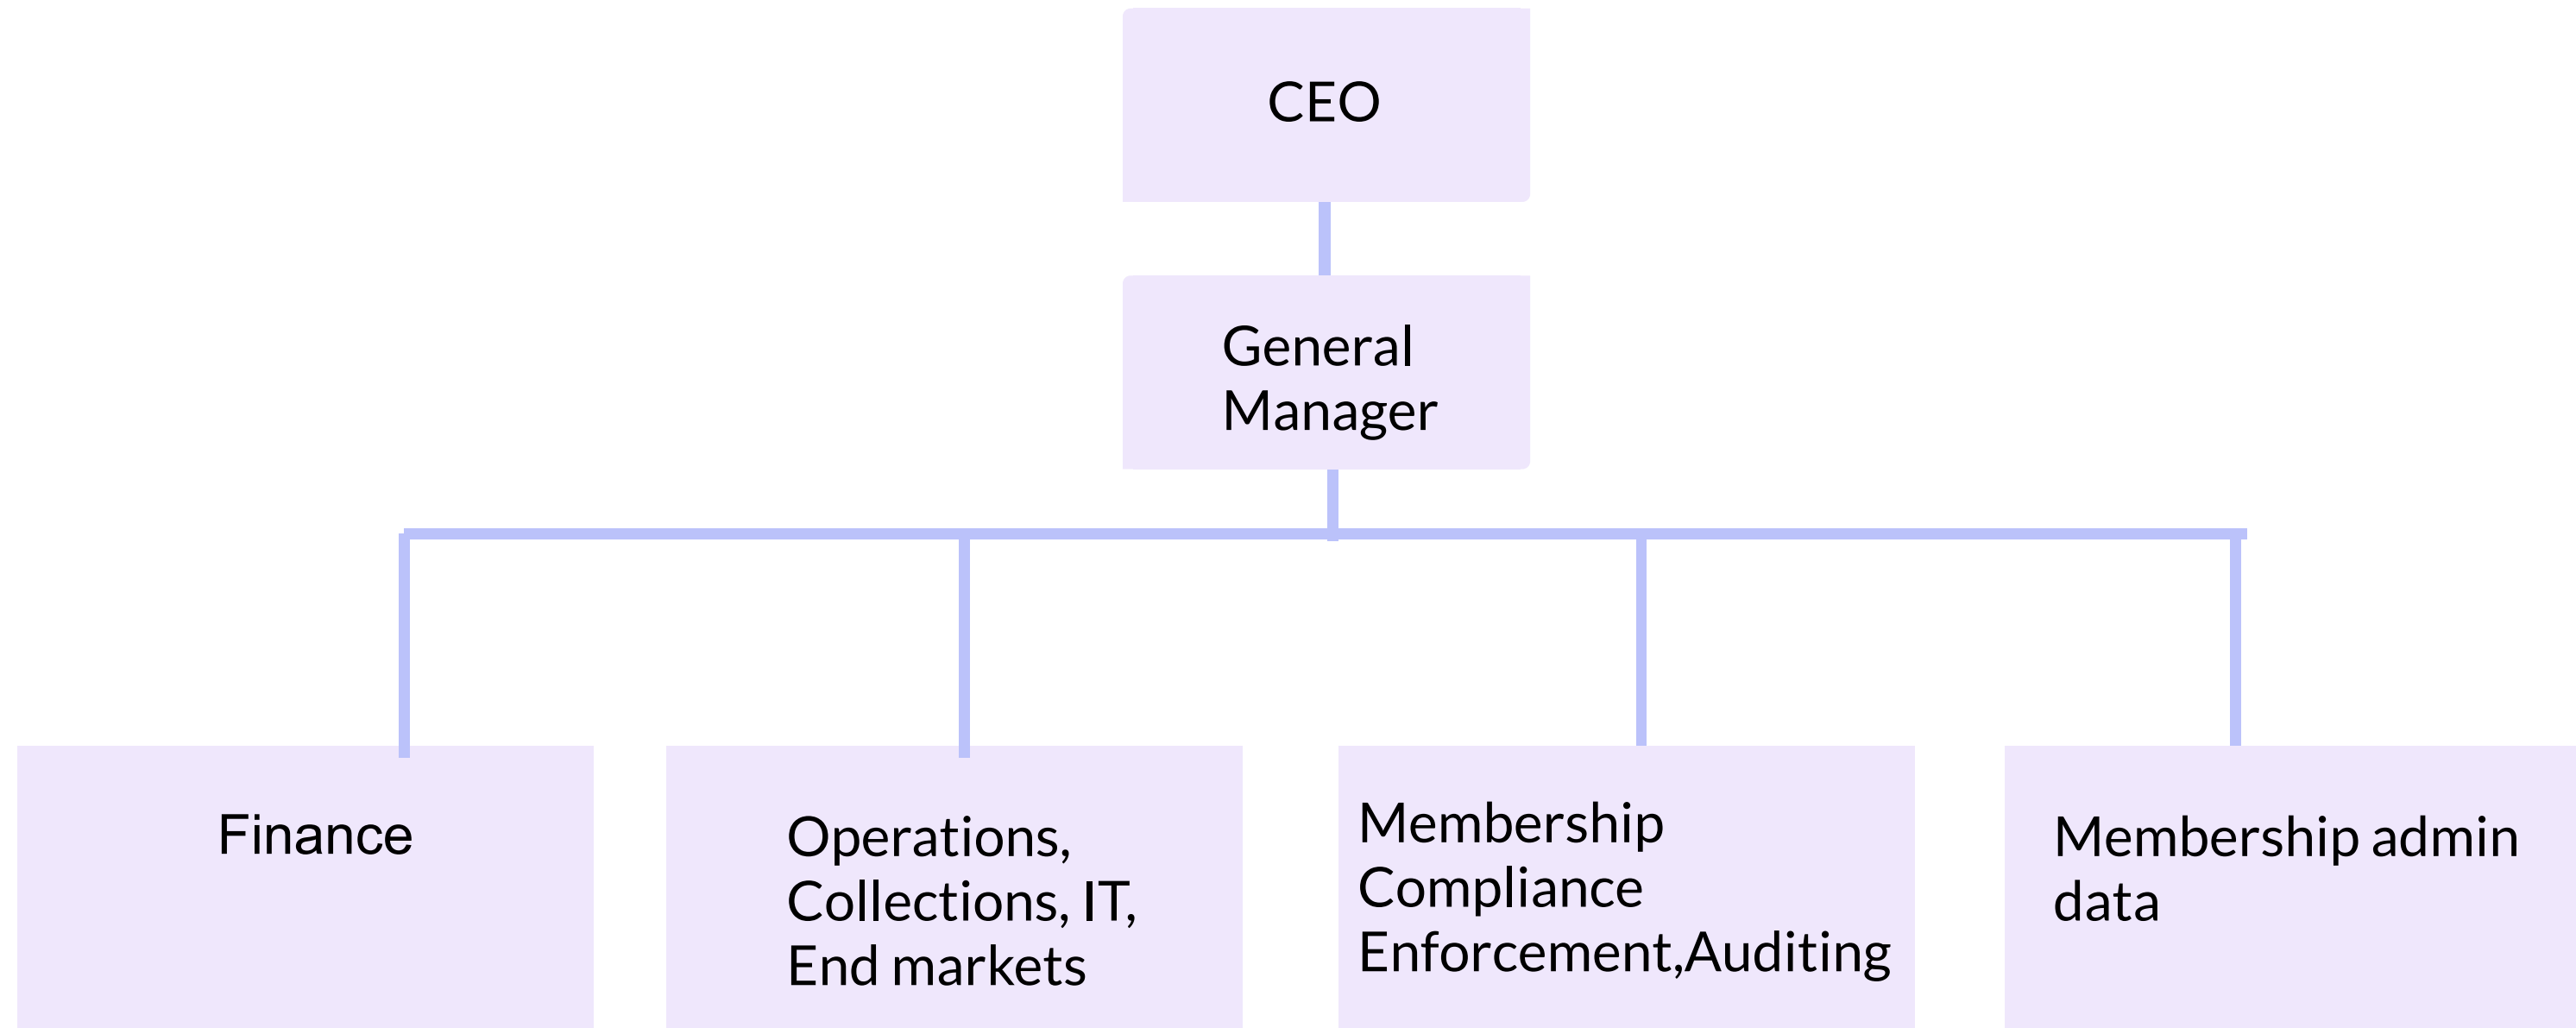 CEO
General
Manager
Finance
Operations,
Collections, IT,
End markets
Membership
Compliance
Enforcement,Auditing
Membership admin
data